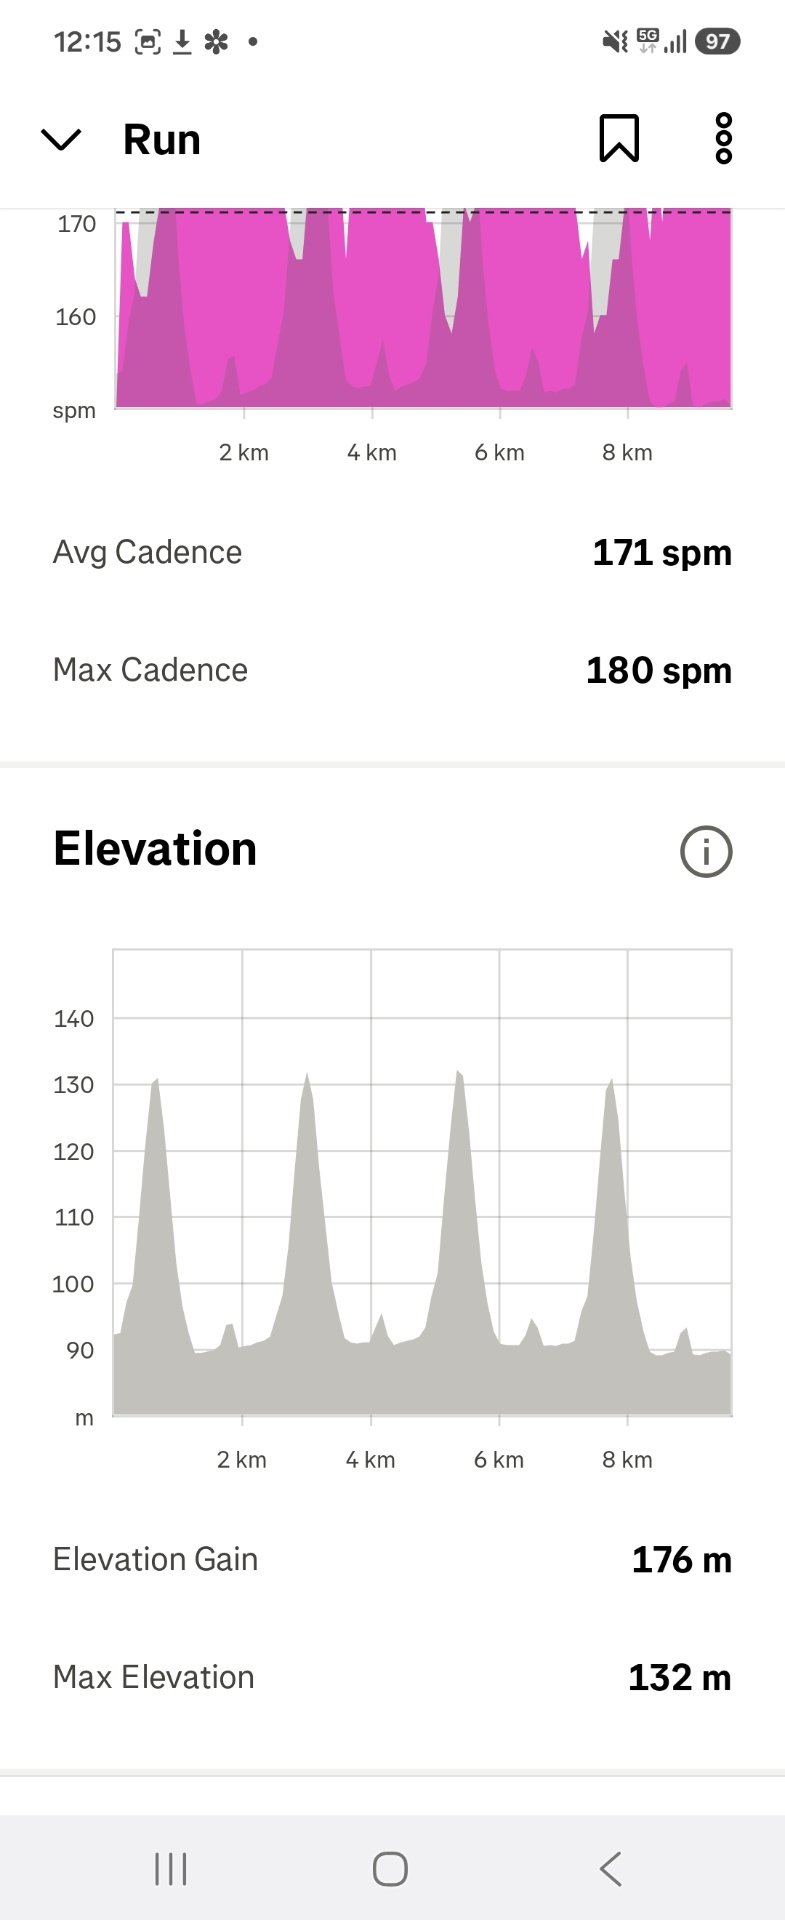 12:15 5G 97
Run
170
160
spm
2 km 4 km 6 km 8 km
Avg Cadence 171 spm
Max Cadence 180 spm
Elevation i
140
130
120
110
100
90
m
2 km 4 km 6 km 8 km
Elevation Gain 176 m
Max Elevation 132 m